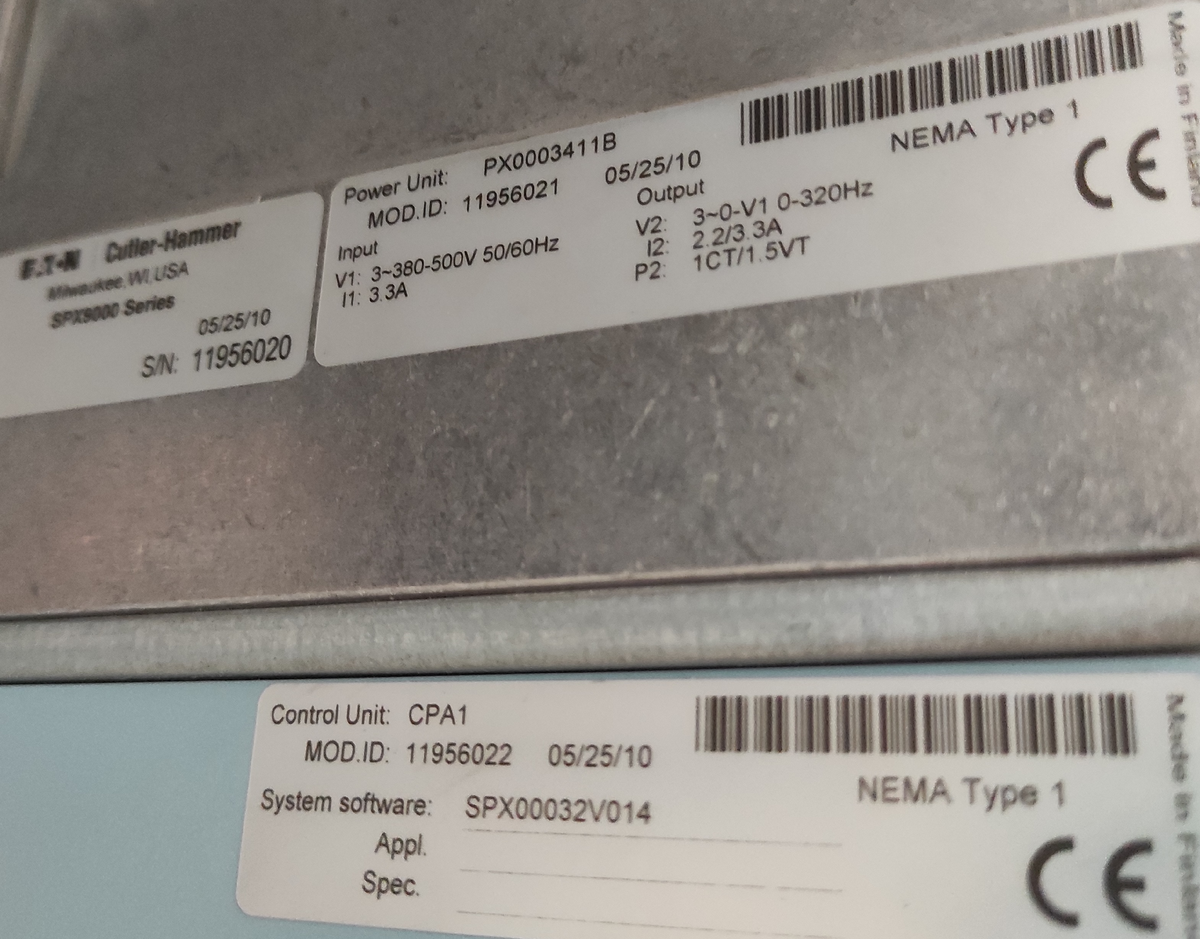 EATON Cutler-Hammer
Milwaukee, WI, USA
SPX9000 Series
05/25/10
S/N: 11956020
Power Unit: PX0003411B
MOD.ID: 11956021 05/25/10
Input
V1: 3~380-500V 50/60Hz
I1: 3.3A
Output
V2: 3~0-V1 0-320Hz
I2: 2.2/3.3A
P2: 1CT/1.5VT
NEMA Type 1
CE
Made in Finland
Control Unit: CPA1
MOD.ID: 11956022 05/25/10
System software: SPX00032V014
Appl.
Spec.
NEMA Type 1
CE
Made in Finland